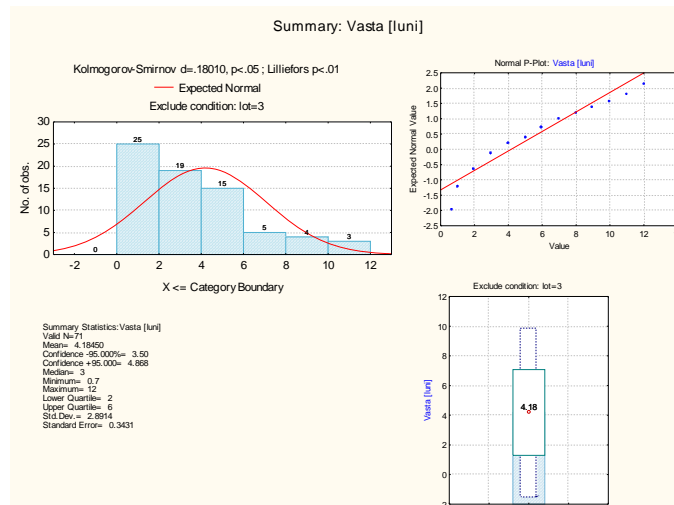 Summary: Vasta [luni]
Kolmogorov-Smirnov d=.18010, p<.05 ; Lilliefors p<.01
Expected Normal
Exclude condition: lot=3
30
25
20
15
10
5
0
No. of obs.
0
25
19
15
5
4
3
-2 0 2 4 6 8 10 12
X <= Category Boundary
Normal P-Plot: Vasta [luni]
2.5
2.0
1.5
1.0
0.5
0.0
-0.5
-1.0
-1.5
-2.0
-2.5
Expected Normal Value
0 2 4 6 8 10 12
Value
Summary Statistics:Vasta [luni]
Valid N=71
Mean= 4.18450
Confidence -95.000%= 3.50
Confidence +95.000= 4.868
Median= 3
Minimum= 0.7
Maximum= 12
Lower Quartile= 2
Upper Quartile= 6
Std.Dev.= 2.8914
Standard Error= 0.3431
Exclude condition: lot=3
12
10
8
6
4
2
0
-2
Vasta [luni]
4.18